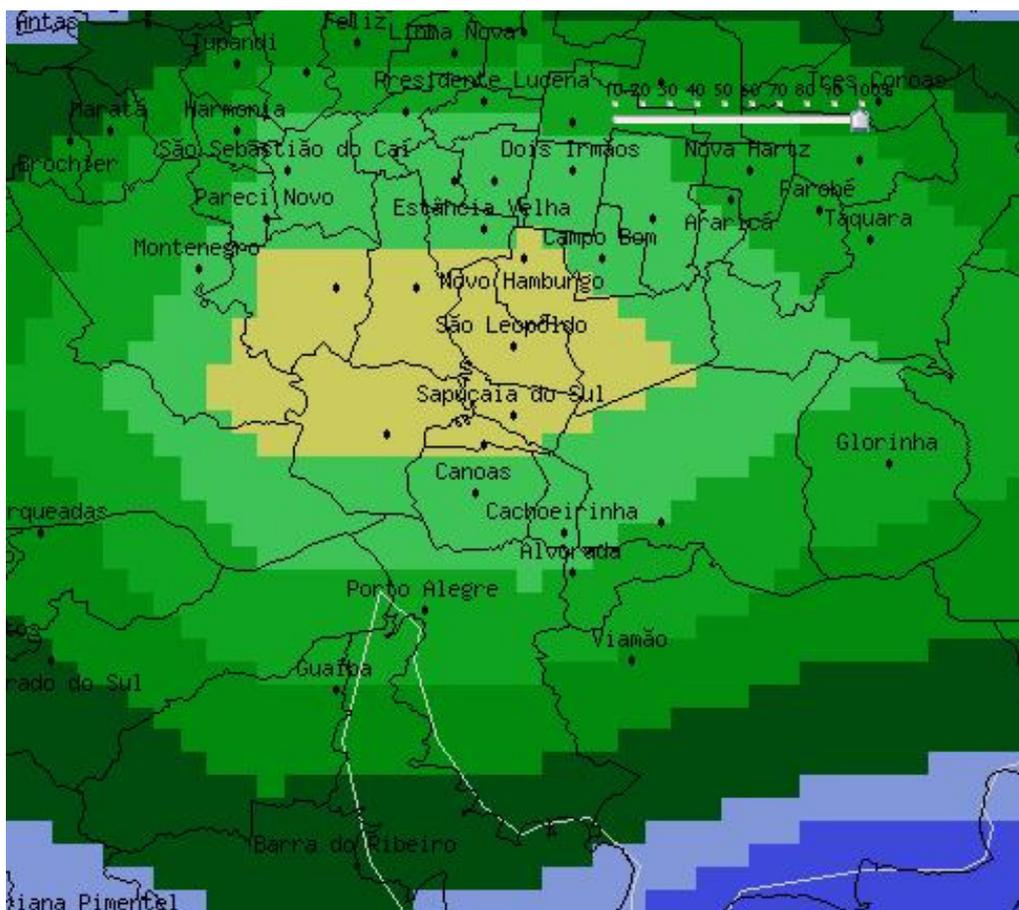 Antas
Feliz
Linha Nova
Tupandi
Presidente Lucena
Tres Coroas
10 20 30 40 50 60 70 80 90 100%
Maratá
Harmonia
São Sebastião do Caí
Dois Irmãos
Nova Hartz
Brochier
Parobé
Pareci Novo
Estância Velha
Araricá
Taquara
Montenegro
Campo Bom
Novo Hamburgo
São Leopoldo
Sapucaia do Sul
Glorinha
Canoas
rqueadas
Cachoeirinha
Alvorada
Porto Alegre
Viamão
Guaíba
rado do Sul
Barra do Ribeiro
iana Pimentel